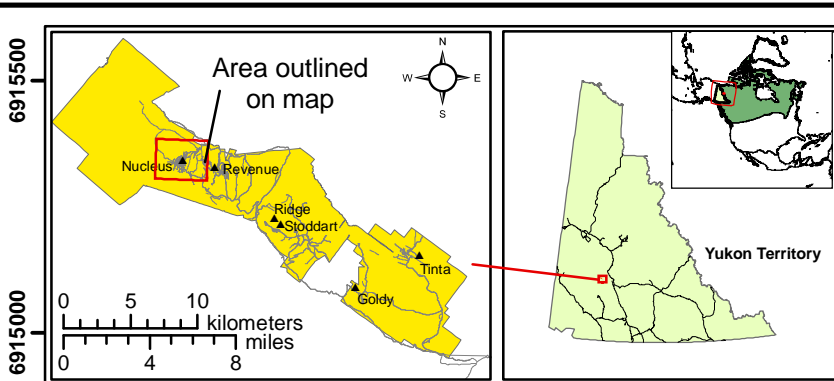 6915500
6915000
Area outlined
on map
N
W E
S
Nucleus
Revenue
Ridge
Stoddart
Tinta
Goldy
0 5 10
kilometers
miles
0 4 8
Yukon Territory